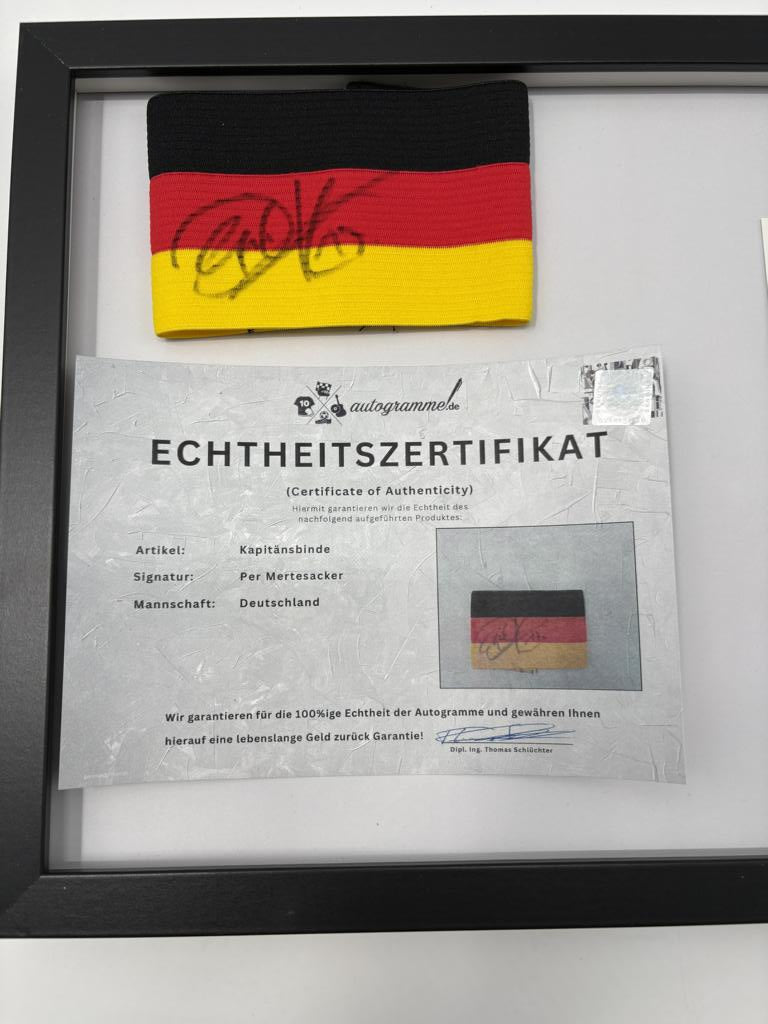 10
autogramme!.de
ECHTHEITSZERTIFIKAT
(Certificate of Authenticity)
Hiermit garantieren wir die Echtheit des
nachfolgend aufgeführten Produktes:
Artikel: Kapitänsbinde
Signatur: Per Mertesacker
Mannschaft: Deutschland
Wir garantieren für die 100%ige Echtheit der Autogramme und gewähren Ihnen
hierauf eine lebenslange Geld zurück Garantie!
Dipl. Ing. Thomas Schlüchter